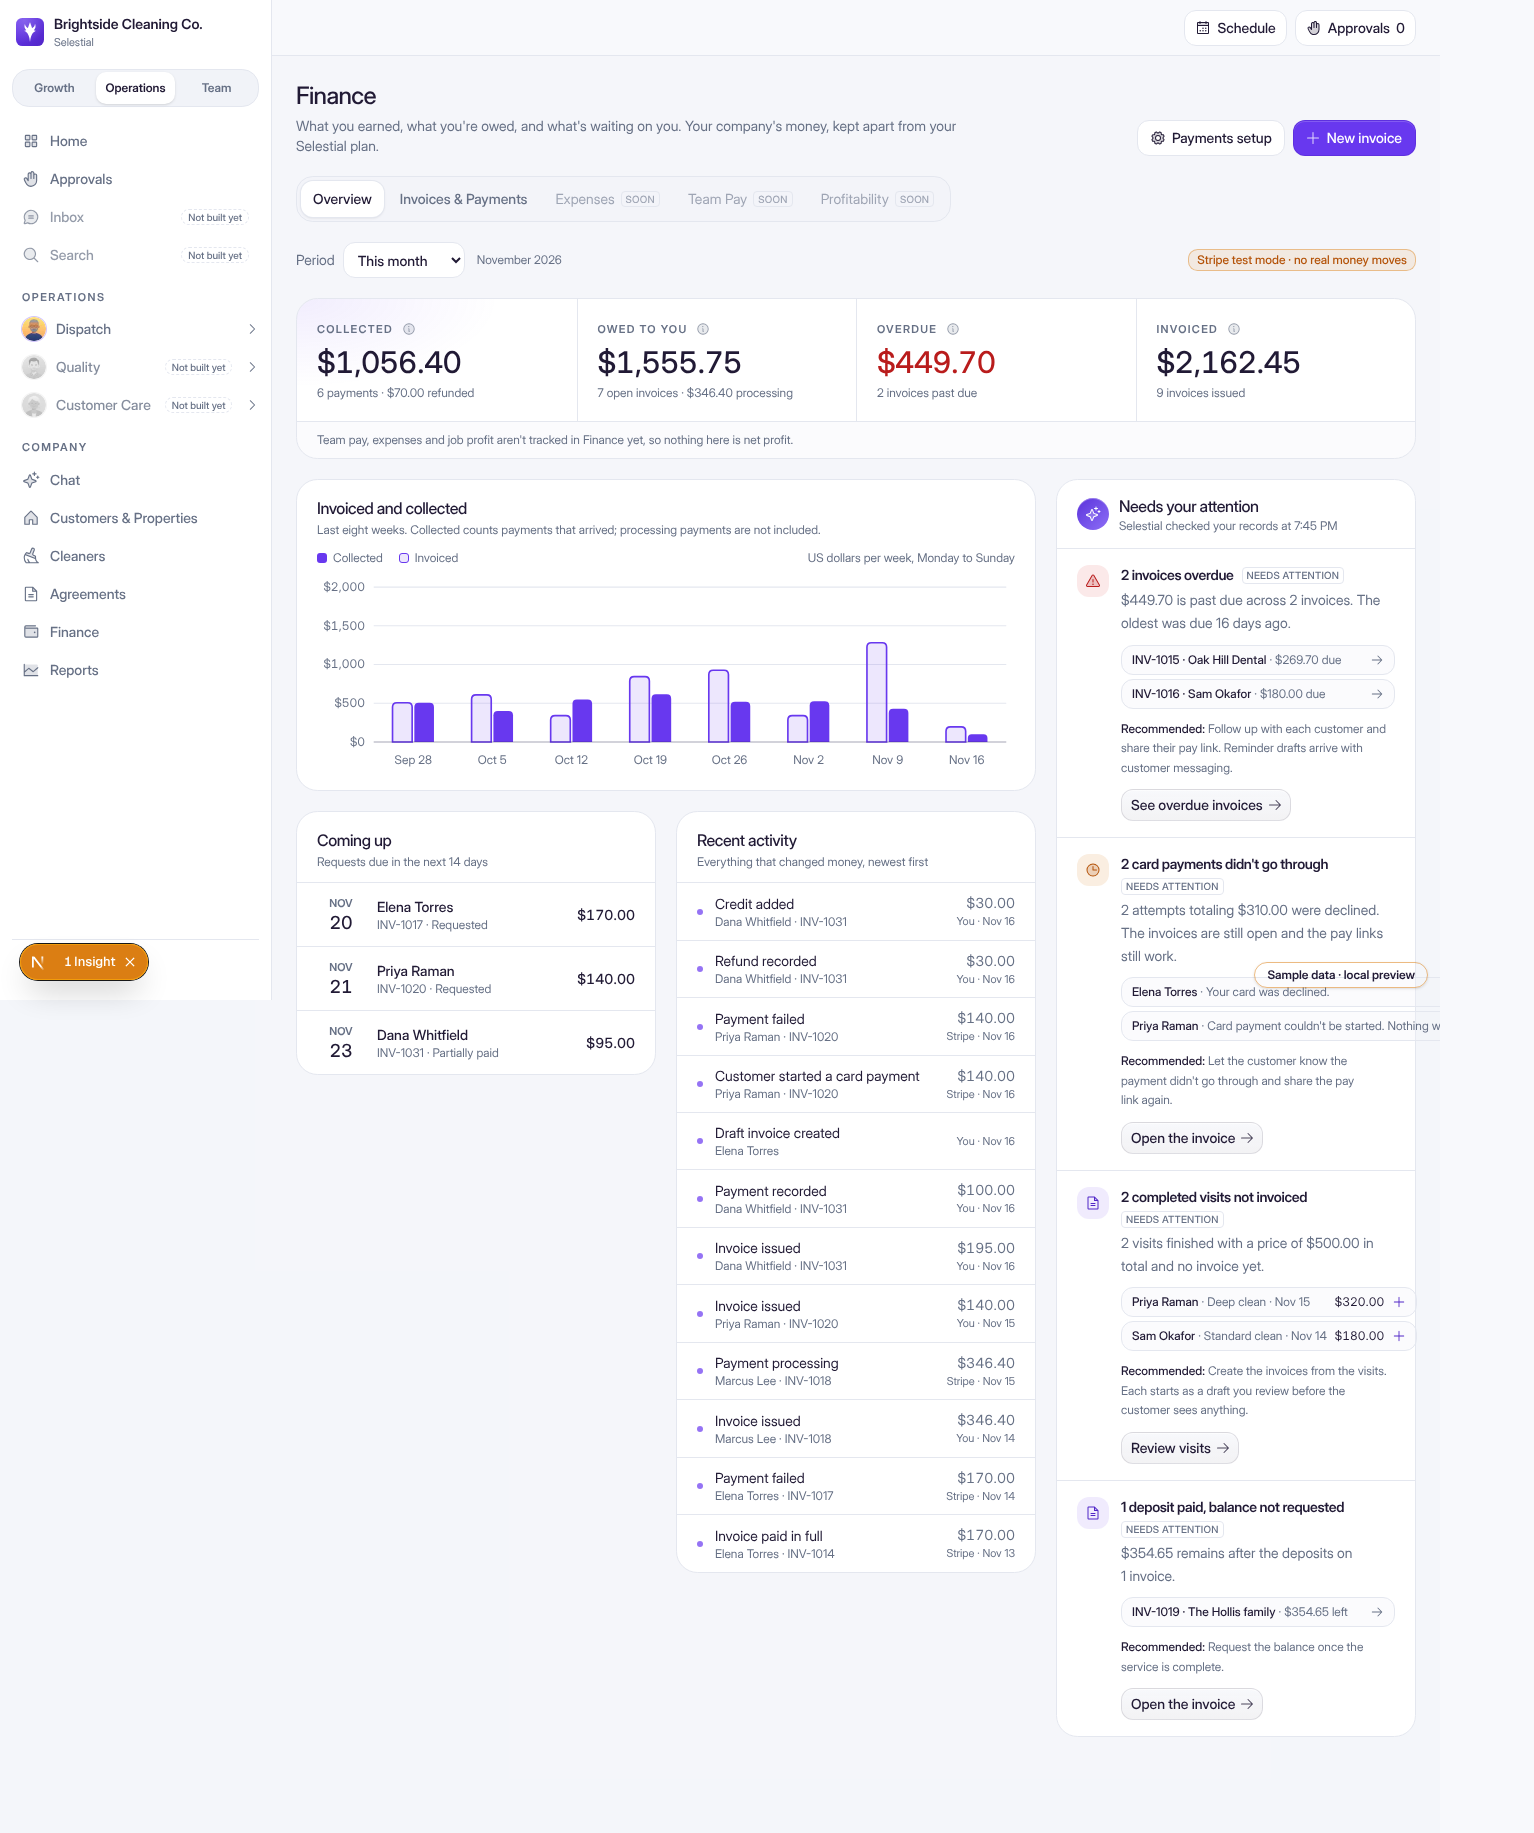 Brightside Cleaning Co.
Selestial
Growth
Operations
Team
Home
Approvals
Inbox
Not built yet
Search
Not built yet
OPERATIONS
Dispatch
Quality
Not built yet
Customer Care
Not built yet
COMPANY
Chat
Customers & Properties
Cleaners
Agreements
Finance
Reports
1 Insight
Schedule
Approvals 0
Finance
What you earned, what you're owed, and what's waiting on you. Your company's money, kept apart from your
Selestial plan.
Payments setup
New invoice
Overview
Invoices & Payments
Expenses SOON
Team Pay SOON
Profitability SOON
Period
This month
November 2026
Stripe test mode · no real money moves
COLLECTED
$1,056.40
6 payments · $70.00 refunded
OWED TO YOU
$1,555.75
7 open invoices · $346.40 processing
OVERDUE
$449.70
2 invoices past due
INVOICED
$2,162.45
9 invoices issued
Team pay, expenses and job profit aren't tracked in Finance yet, so nothing here is net profit.
Invoiced and collected
Last eight weeks. Collected counts payments that arrived; processing payments are not included.
Collected
Invoiced
US dollars per week, Monday to Sunday
$2,000
$1,500
$1,000
$500
$0
Sep 28
Oct 5
Oct 12
Oct 19
Oct 26
Nov 2
Nov 9
Nov 16
Coming up
Requests due in the next 14 days
NOV
20
Elena Torres
INV-1017 · Requested
$170.00
NOV
21
Priya Raman
INV-1020 · Requested
$140.00
NOV
23
Dana Whitfield
INV-1031 · Partially paid
$95.00
Recent activity
Everything that changed money, newest first
Credit added
Dana Whitfield · INV-1031
$30.00
You · Nov 16
Refund recorded
Dana Whitfield · INV-1031
$30.00
You · Nov 16
Payment failed
Priya Raman · INV-1020
$140.00
Stripe · Nov 16
Customer started a card payment
Priya Raman · INV-1020
$140.00
Stripe · Nov 16
Draft invoice created
Elena Torres
You · Nov 16
Payment recorded
Dana Whitfield · INV-1031
$100.00
You · Nov 16
Invoice issued
Dana Whitfield · INV-1031
$195.00
You · Nov 16
Invoice issued
Priya Raman · INV-1020
$140.00
You · Nov 15
Payment processing
Marcus Lee · INV-1018
$346.40
Stripe · Nov 15
Invoice issued
Marcus Lee · INV-1018
$346.40
You · Nov 14
Payment failed
Elena Torres · INV-1017
$170.00
Stripe · Nov 14
Invoice paid in full
Elena Torres · INV-1014
$170.00
Stripe · Nov 13
Needs your attention
Selestial checked your records at 7:45 PM
2 invoices overdue NEEDS ATTENTION
$449.70 is past due across 2 invoices. The
oldest was due 16 days ago.
INV-1015 · Oak Hill Dental · $269.70 due
INV-1016 · Sam Okafor · $180.00 due
Recommended: Follow up with each customer and
share their pay link. Reminder drafts arrive with
customer messaging.
See overdue invoices
2 card payments didn't go through
NEEDS ATTENTION
2 attempts totaling $310.00 were declined.
The invoices are still open and the pay links
still work.
Sample data · local preview
Elena Torres · Your card was declined.
Priya Raman · Card payment couldn't be started. Nothing w
Recommended: Let the customer know the
payment didn't go through and share the pay
link again.
Open the invoice
2 completed visits not invoiced
NEEDS ATTENTION
2 visits finished with a price of $500.00 in
total and no invoice yet.
Priya Raman · Deep clean · Nov 15 $320.00
Sam Okafor · Standard clean · Nov 14 $180.00
Recommended: Create the invoices from the visits.
Each starts as a draft you review before the
customer sees anything.
Review visits
1 deposit paid, balance not requested
NEEDS ATTENTION
$354.65 remains after the deposits on
1 invoice.
INV-1019 · The Hollis family · $354.65 left
Recommended: Request the balance once the
service is complete.
Open the invoice